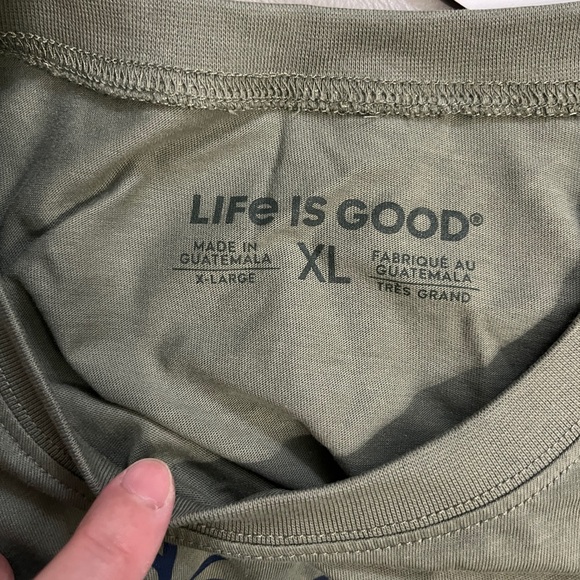 LIFe IS GOOD®
MADE IN
GUATEMALA
X-LARGE
XL
FABRIQUÉ AU
GUATEMALA
TRÈS GRAND